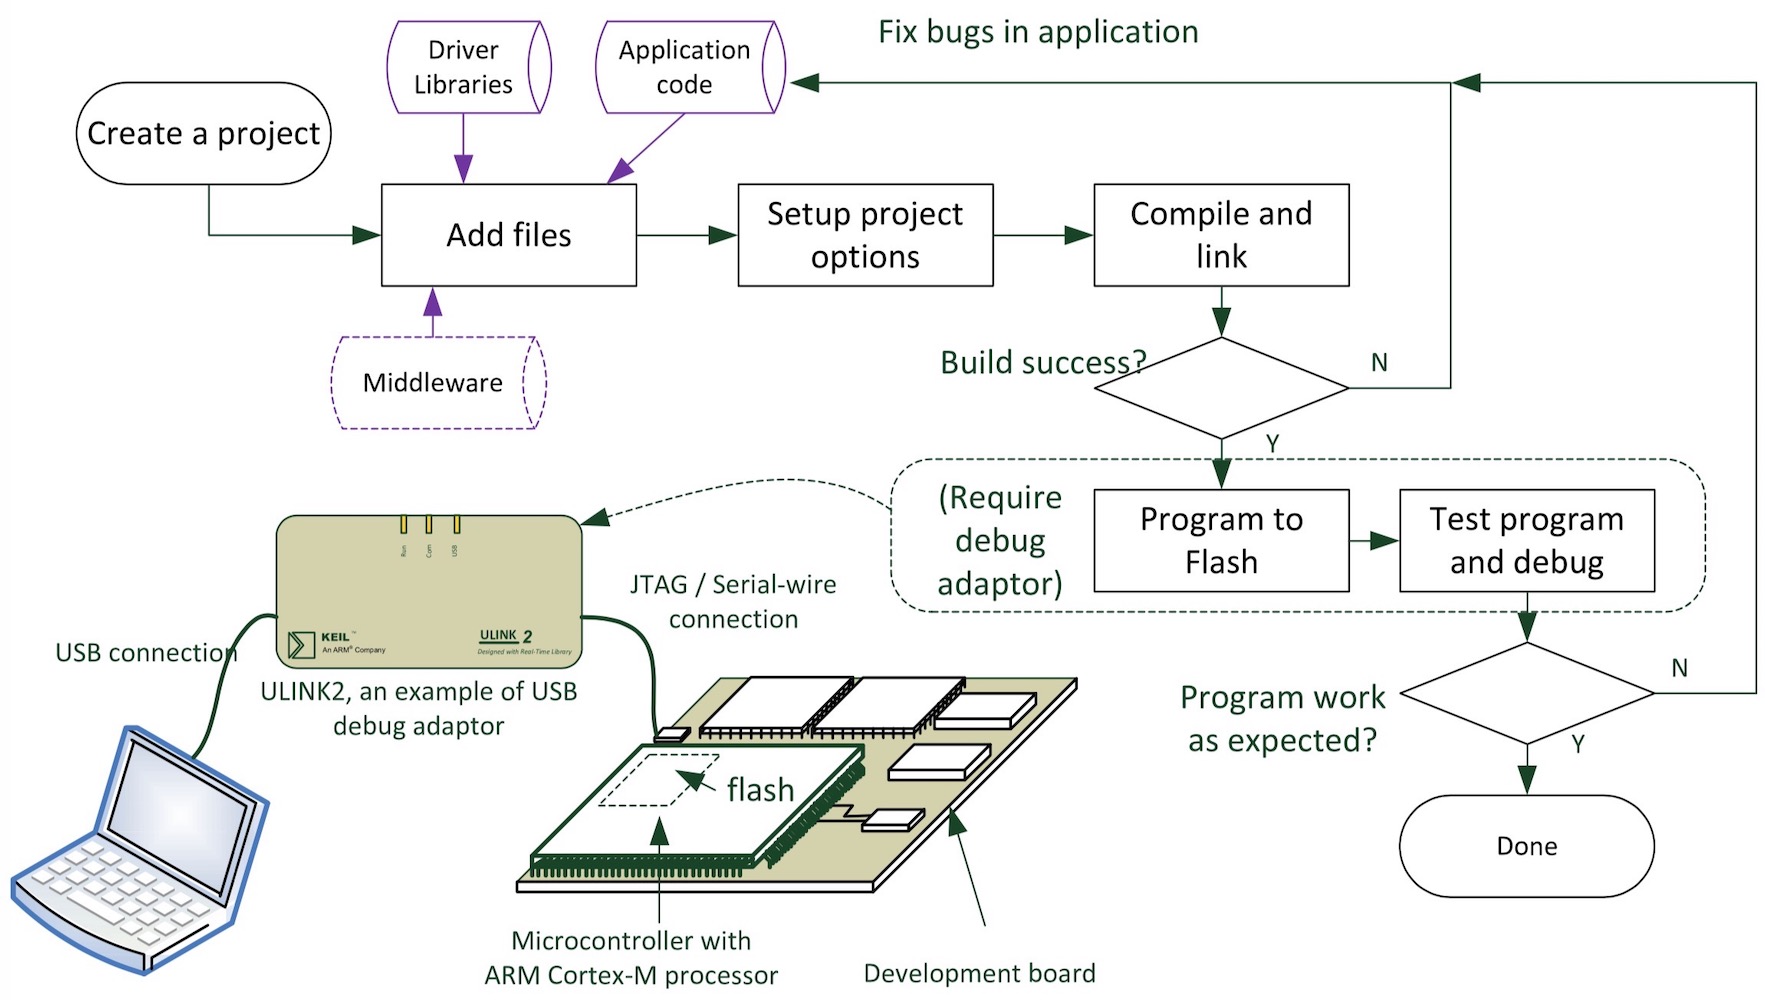 Fix bugs in application
Driver
Libraries
Application
code
Create a project
Add files
Setup project
options
Compile and
link
Middleware
Build success?
N
Y
(Require
debug
adaptor)
Program to
Flash
Test program
and debug
Run
Com
USB
JTAG / Serial-wire
connection
KEIL™
An ARM® Company
ULINK 2
Designed with Real-Time Library
USB connection
ULINK2, an example of USB
debug adaptor
Program work
as expected?
N
Y
flash
Done
Microcontroller with
ARM Cortex-M processor
Development board